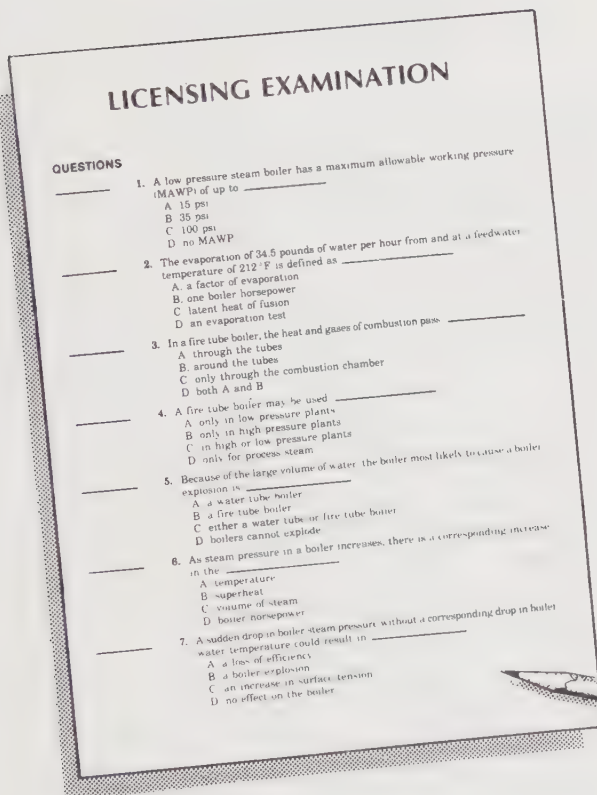 LICENSING EXAMINATION
QUESTIONS
1. A low pressure steam boiler has a maximum allowable working pressure
(MAWP) of up to
A 15 psi
B 35 psi
C 100 psi
D no MAWP
2. The evaporation of 34.5 pounds of water per hour from and at a feedwater
temperature of 212°F is defined as
A. a factor of evaporation
B. one boiler horsepower
C latent heat of fusion
D an evaporation test
3. In a fire tube boiler, the heat and gases of combustion pass
A through the tubes
B. around the tubes
C only through the combustion chamber
D both A and B
4. A fire tube boiler may be used
A only in low pressure plants
B only in high pressure plants
C in high or low pressure plants
D only for process steam
5. Because of the large volume of water the boiler most likely to cause a boiler
explosion is
A a water tube boiler
B a fire tube boiler
C either a water tube or fire tube boiler
D boilers cannot explode
6. As steam pressure in a boiler increases, there is a corresponding increase
in the
A temperature
B superheat
C volume of steam
D boiler horsepower
7. A sudden drop in boiler steam pressure without a corresponding drop in boiler
water temperature could result in
A a loss of efficiency
B a boiler explosion
C an increase in surface tension
D no effect on the boiler